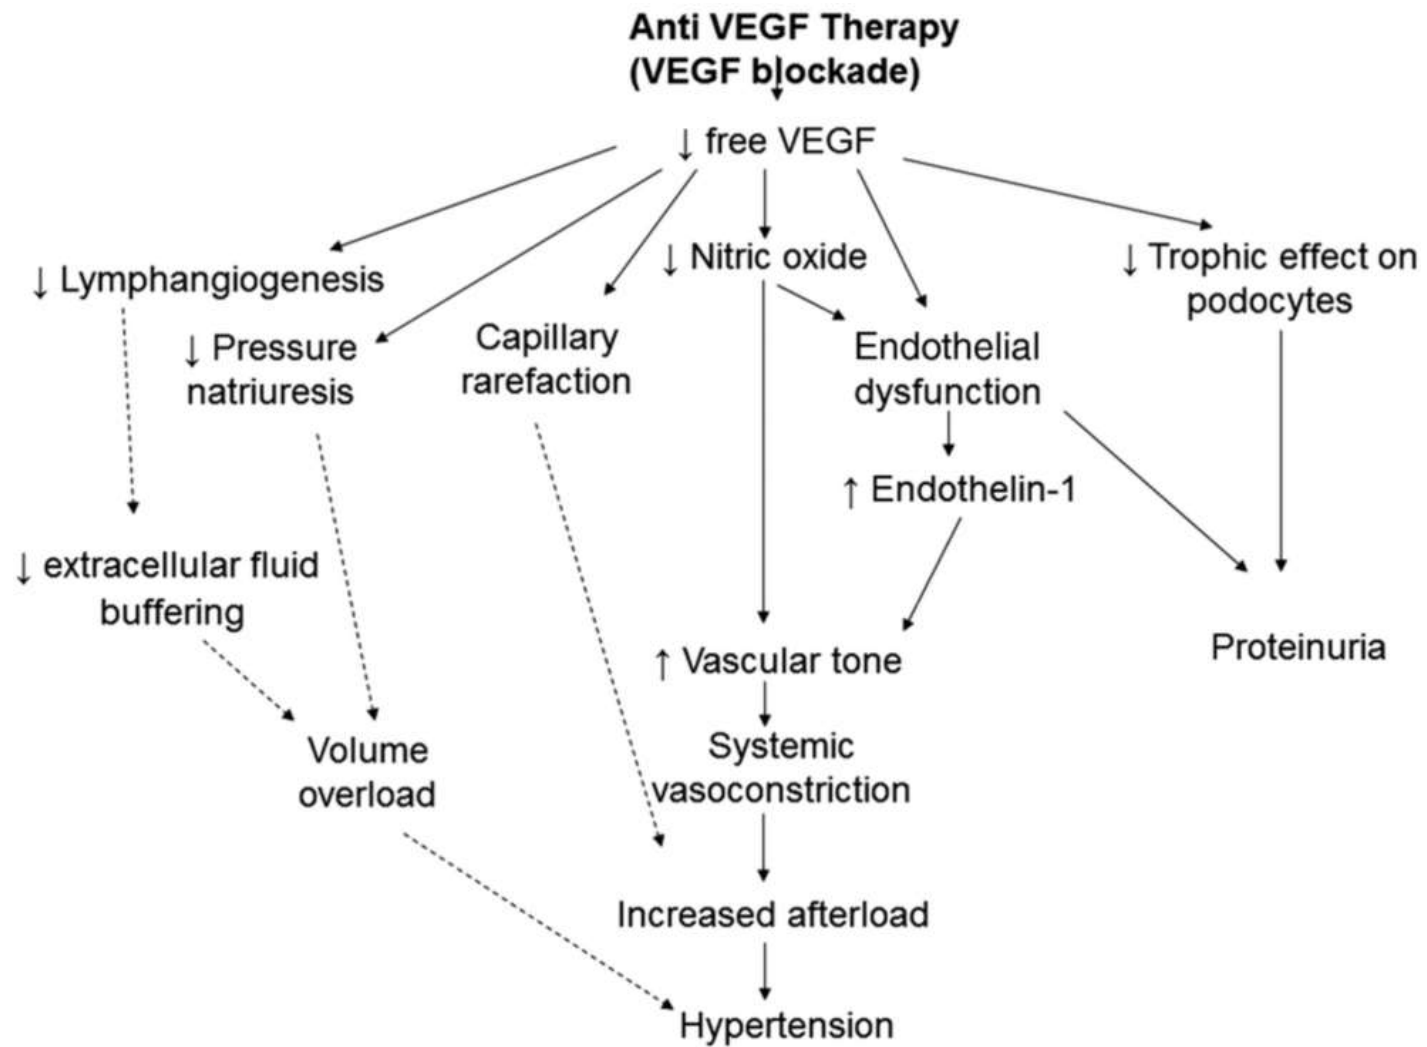 Anti VEGF Therapy
(VEGF blockade)
↓ free VEGF
↓ Lymphangiogenesis
↓ Pressure
natriuresis
Capillary
rarefaction
↓ Nitric oxide
Endothelial
dysfunction
↓ Trophic effect on
podocytes
↑ Endothelin-1
↓ extracellular fluid
buffering
↑ Vascular tone
Proteinuria
Volume
overload
Systemic
vasoconstriction
Increased afterload
Hypertension